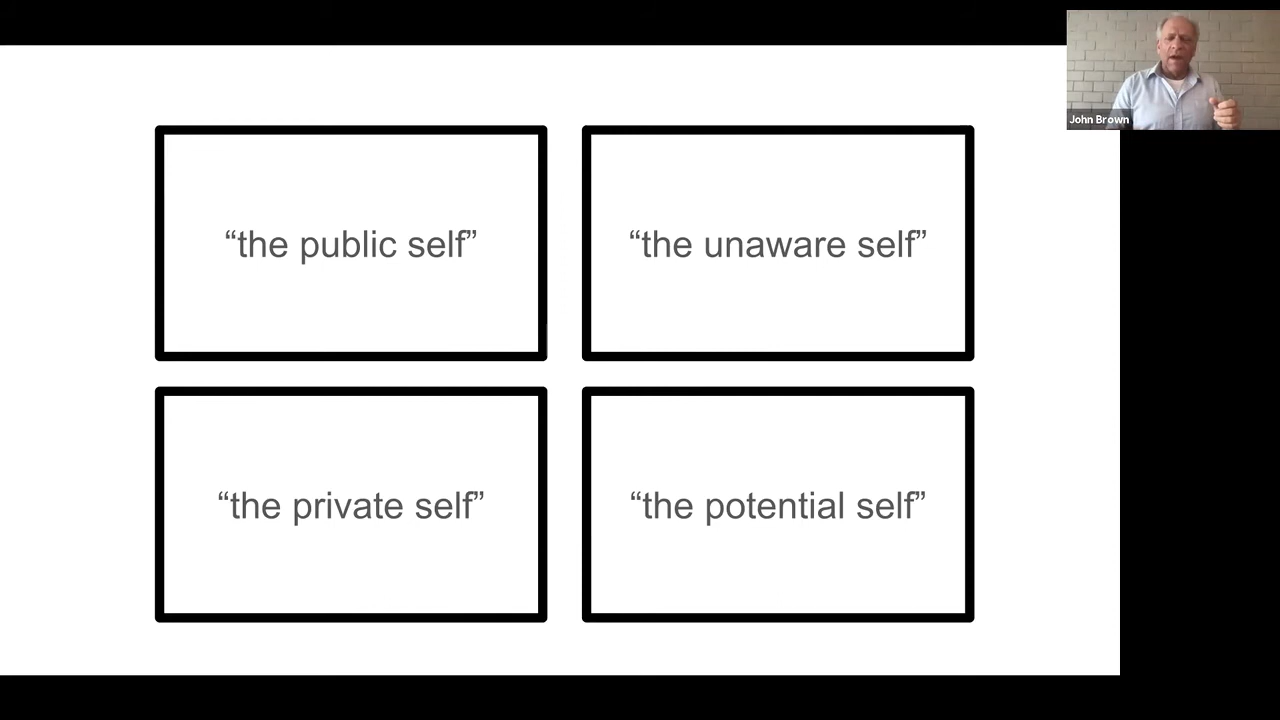 “the public self”
“the unaware self”
“the private self”
“the potential self”
John Brown